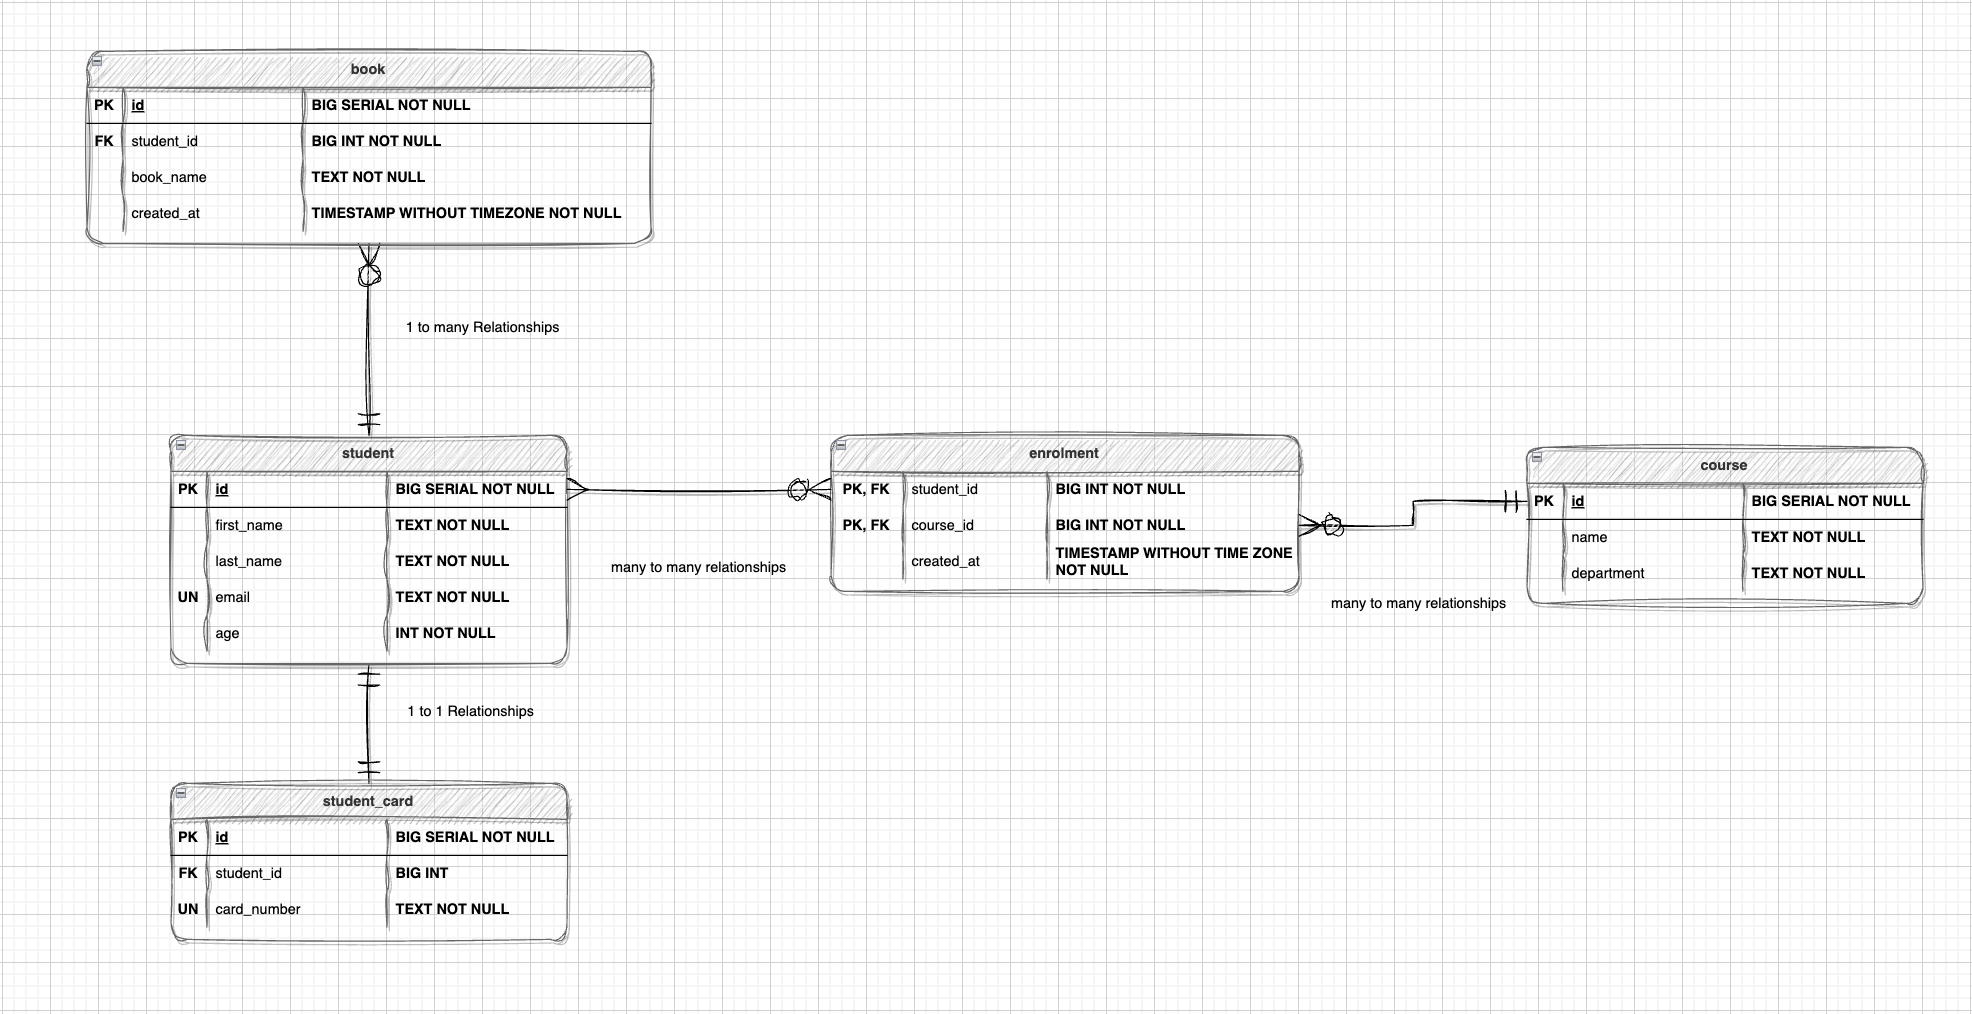 book
PK id BIG SERIAL NOT NULL
FK student_id BIG INT NOT NULL
book_name TEXT NOT NULL
created_at TIMESTAMP WITHOUT TIMEZONE NOT NULL
1 to many Relationships
student
PK id BIG SERIAL NOT NULL
first_name TEXT NOT NULL
last_name TEXT NOT NULL
UN email TEXT NOT NULL
age INT NOT NULL
many to many relationships
enrolment
PK, FK student_id BIG INT NOT NULL
PK, FK course_id BIG INT NOT NULL
created_at TIMESTAMP WITHOUT TIME ZONE
NOT NULL
many to many relationships
course
PK id BIG SERIAL NOT NULL
name TEXT NOT NULL
department TEXT NOT NULL
1 to 1 Relationships
student_card
PK id BIG SERIAL NOT NULL
FK student_id BIG INT
UN card_number TEXT NOT NULL